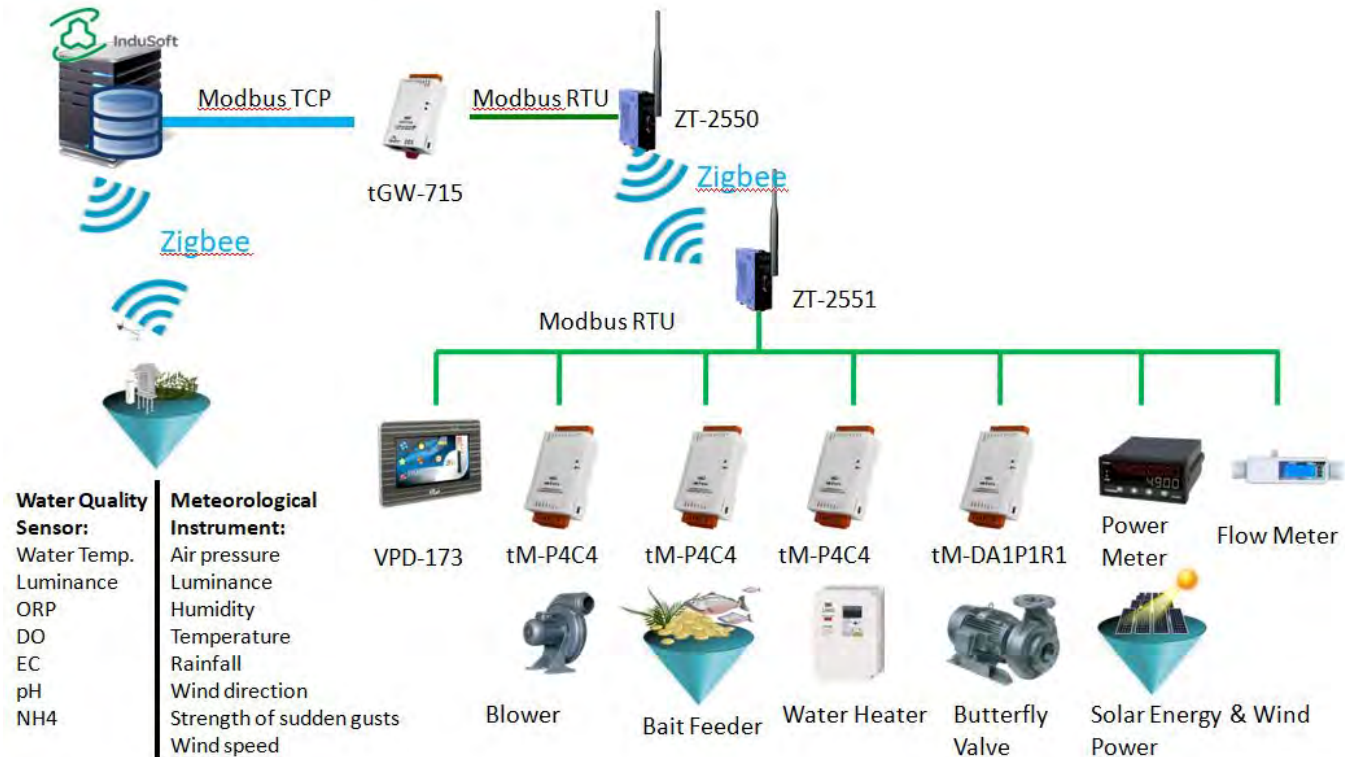 InduSoft
Modbus TCP
Modbus RTU
ZT-2550
tGW-715
Zigbee
Zigbee
ZT-2551
Modbus RTU
Water Quality
Sensor:
Water Temp.
Luminance
ORP
DO
EC
pH
NH4
Meteorological
Instrument:
Air pressure
Luminance
Humidity
Temperature
Rainfall
Wind direction
Strength of sudden gusts
Wind speed
VPD-173
tM-P4C4
tM-P4C4
tM-P4C4
tM-DA1P1R1
4900
Power
Meter
Flow Meter
Blower
Bait Feeder
Water Heater
Butterfly
Valve
Solar Energy & Wind
Power